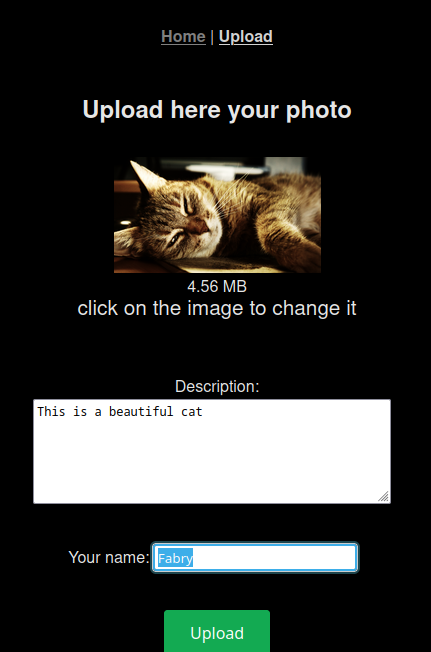 Home | Upload
Upload here your photo
4.56 MB
click on the image to change it
Description:
This is a beautiful cat
Your name: Fabry
Upload